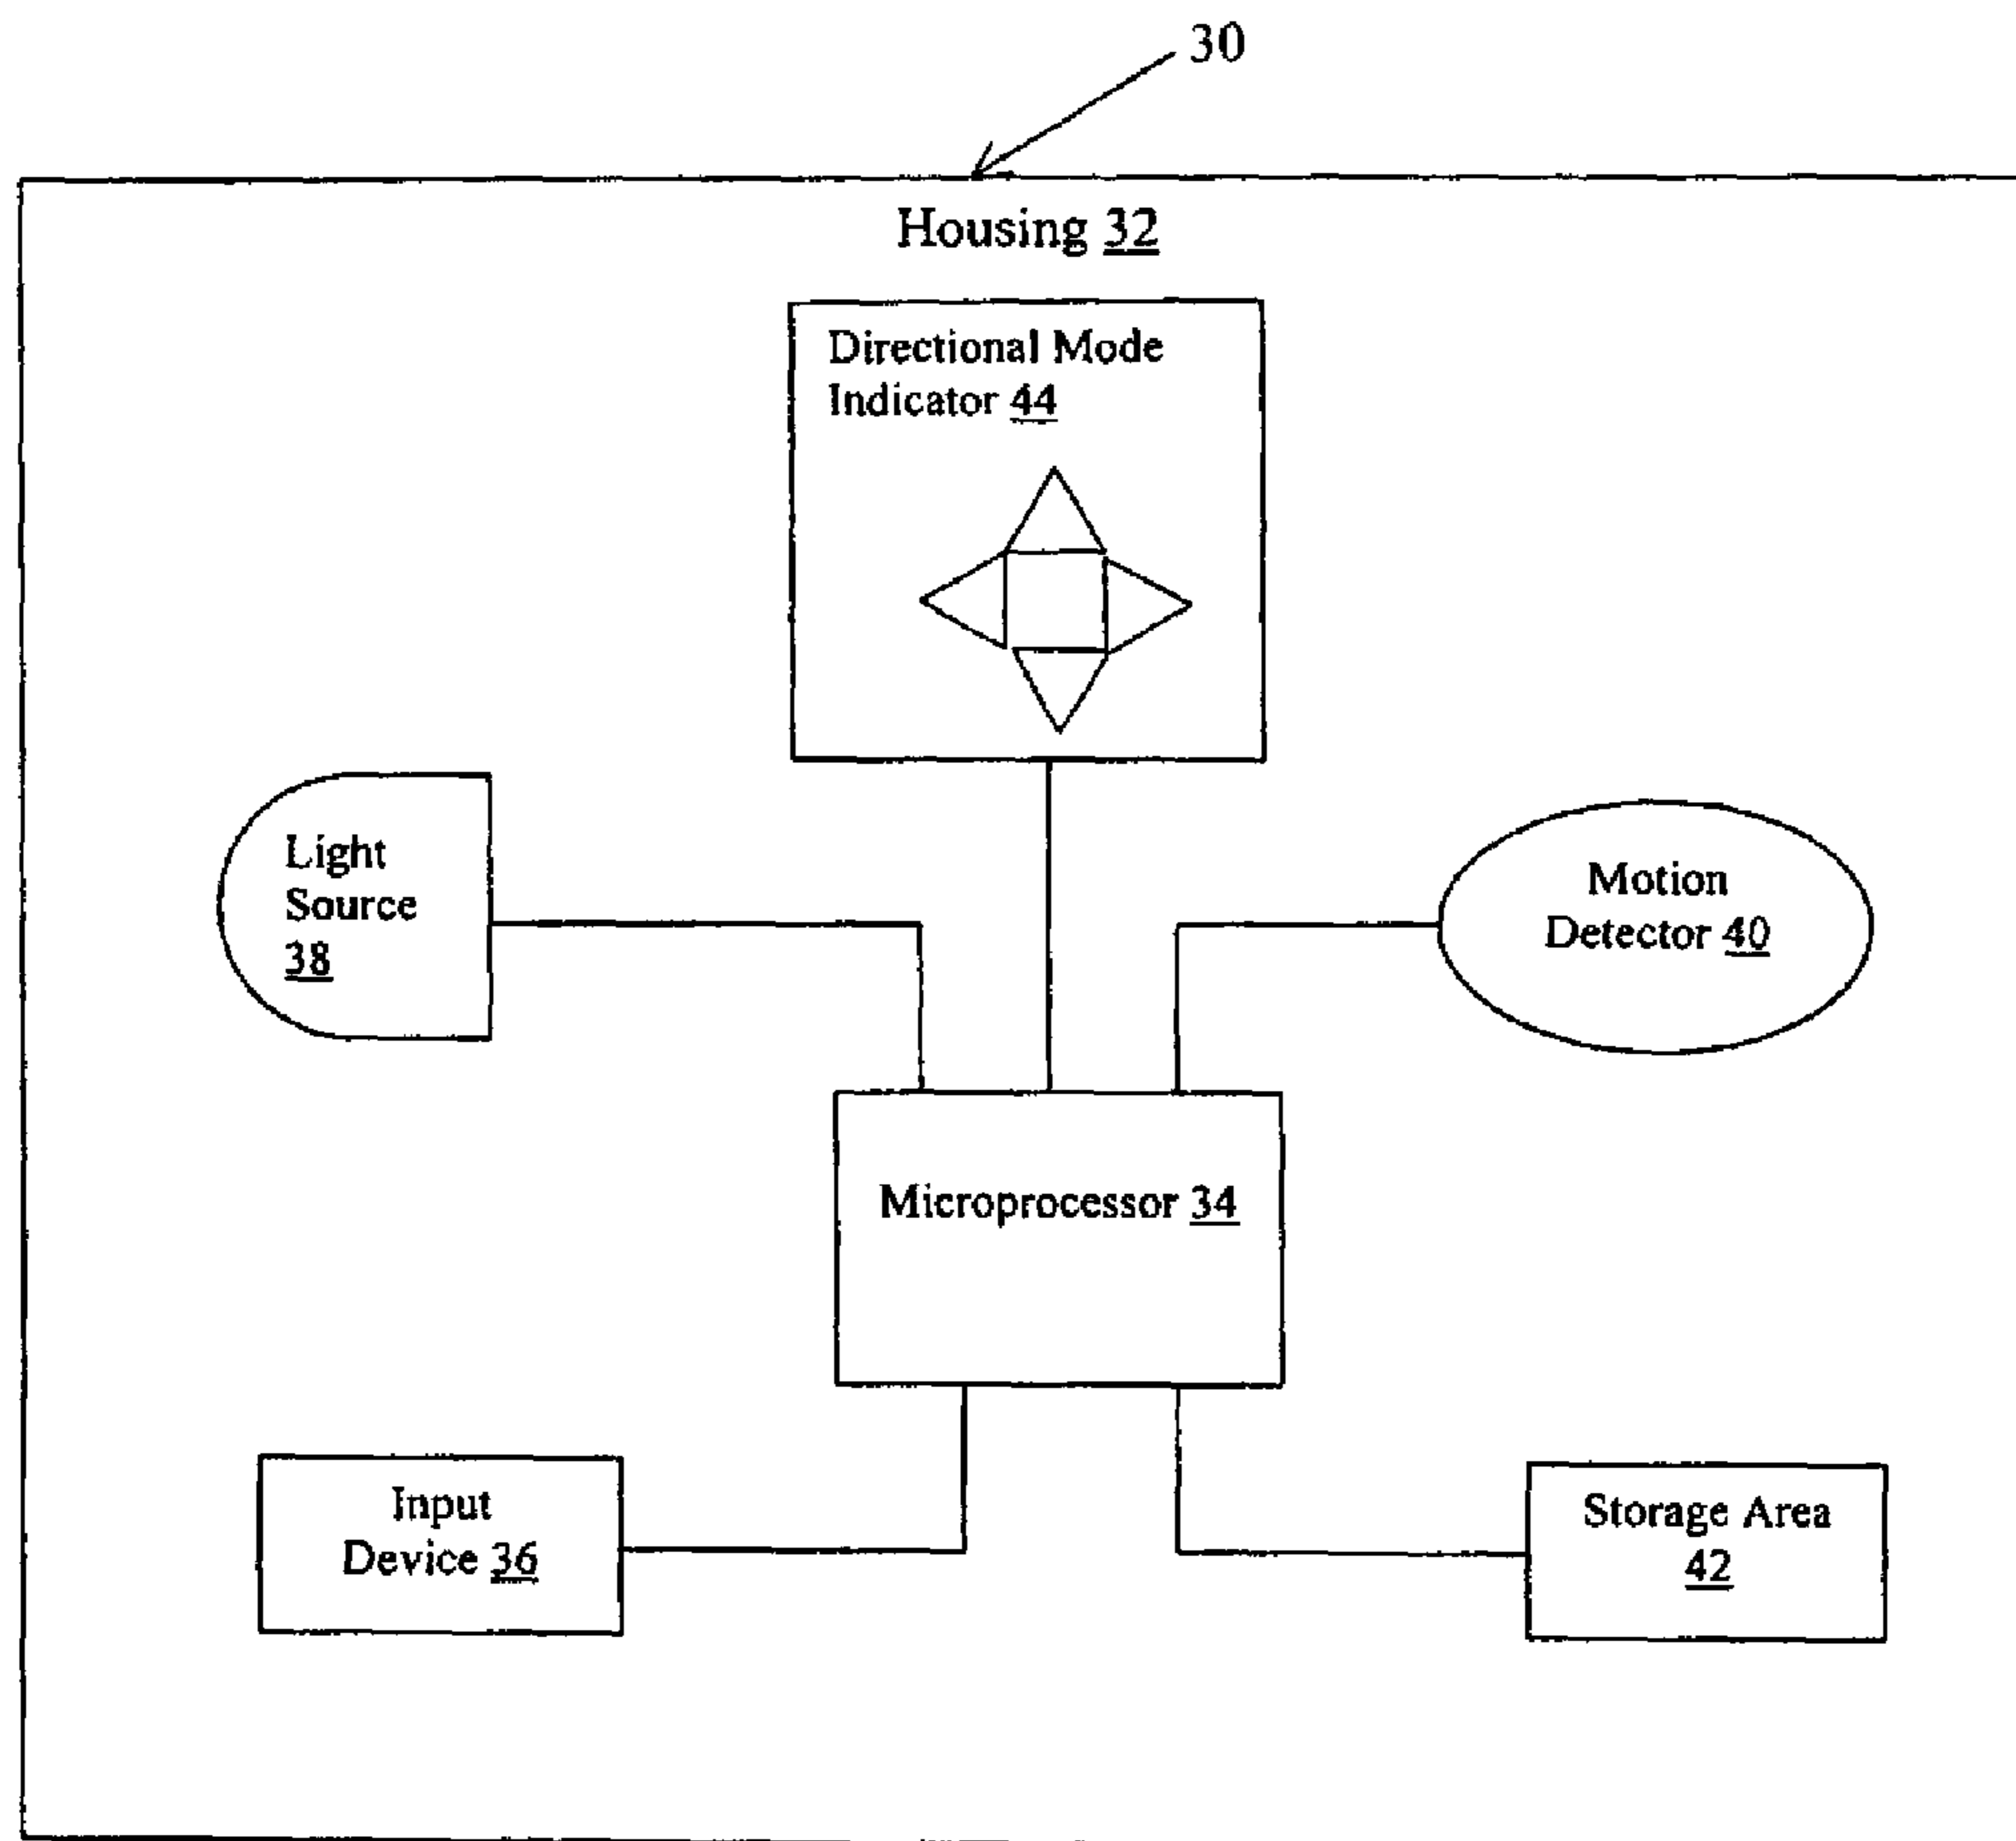 30
Housing 32
Directional Mode
Indicator 44
Light
Source
38
Motion
Detector 40
Microprocessor 34
Input
Device 36
Storage Area
42